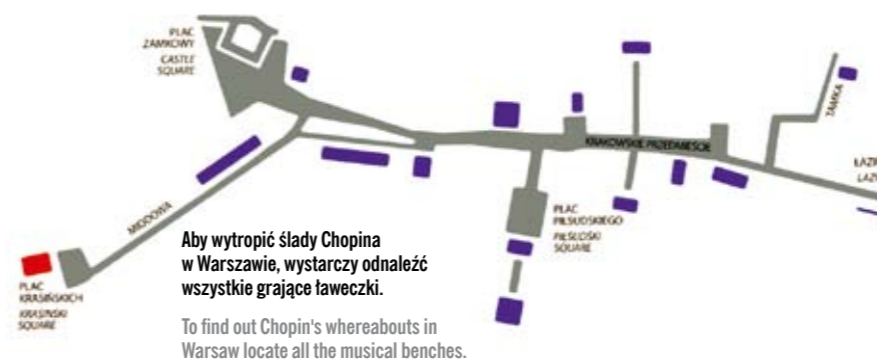 PLAC
ZAMKOWY
CASTLE
SQUARE
TAMKA
KRAKOWSKIE PRZEDMIEŚCIE
MIODOWA
PLAC
PIŁSUDSKIEGO
PIŁSUDSKI
SQUARE
Aby wytropić ślady Chopina
w Warszawie, wystarczy odnaleźć
wszystkie grające ławeczki.
PLAC
KRASIŃSKICH
KRASINSKI
SQUARE
To find out Chopin's whereabouts in
Warsaw locate all the musical benches.